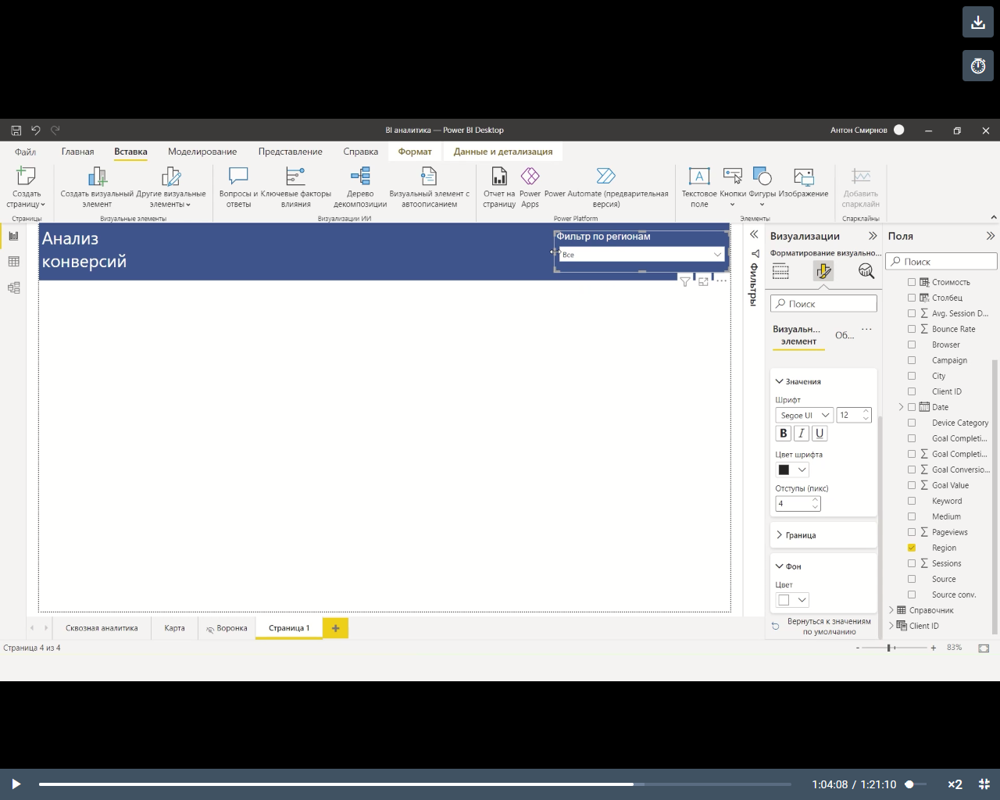 BI аналитика — Power BI Desktop
Антон Смирнов
Файл
Главная
Вставка
Моделирование
Представление
Справка
Формат
Данные и детализация
Создать страницу
Создать визуальный элемент
Другие визуальные элементы
Вопросы и ответы
Ключевые факторы влияния
Дерево декомпозиции
Визуальный элемент с автоописанием
Отчет на страницу
Power Apps
Power Automate (предварительная версия)
Текстовое поле
Кнопки
Фигуры
Изображение
Добавить спарклайн
Страницы
Визуальные элементы
Визуализации ИИ
Power Platform
Элементы
Спарклайны
Анализ
конверсий
Фильтр по регионам
Все
Фильтры
Визуализации
Форматирование визуально...
Поиск
Визуальн...
элемент
Об...
Значения
Шрифт
Segoe UI
12
B I U
Цвет шрифта
Отступы (пикс)
4
Граница
Фон
Цвет
Вернуться к значениям
по умолчанию
Поля
Поиск
Стоимость
Столбец
Avg. Session D...
Bounce Rate
Browser
Campaign
City
Client ID
Date
Device Category
Goal Completi...
Goal Completi...
Goal Conversio...
Goal Value
Keyword
Medium
Pageviews
Region
Sessions
Source
Source conv.
Справочник
Client ID
Сквозная аналитика
Карта
Воронка
Страница 1
+
Страница 4 из 4
- + 83%
1:04:08 / 1:21:10
×2